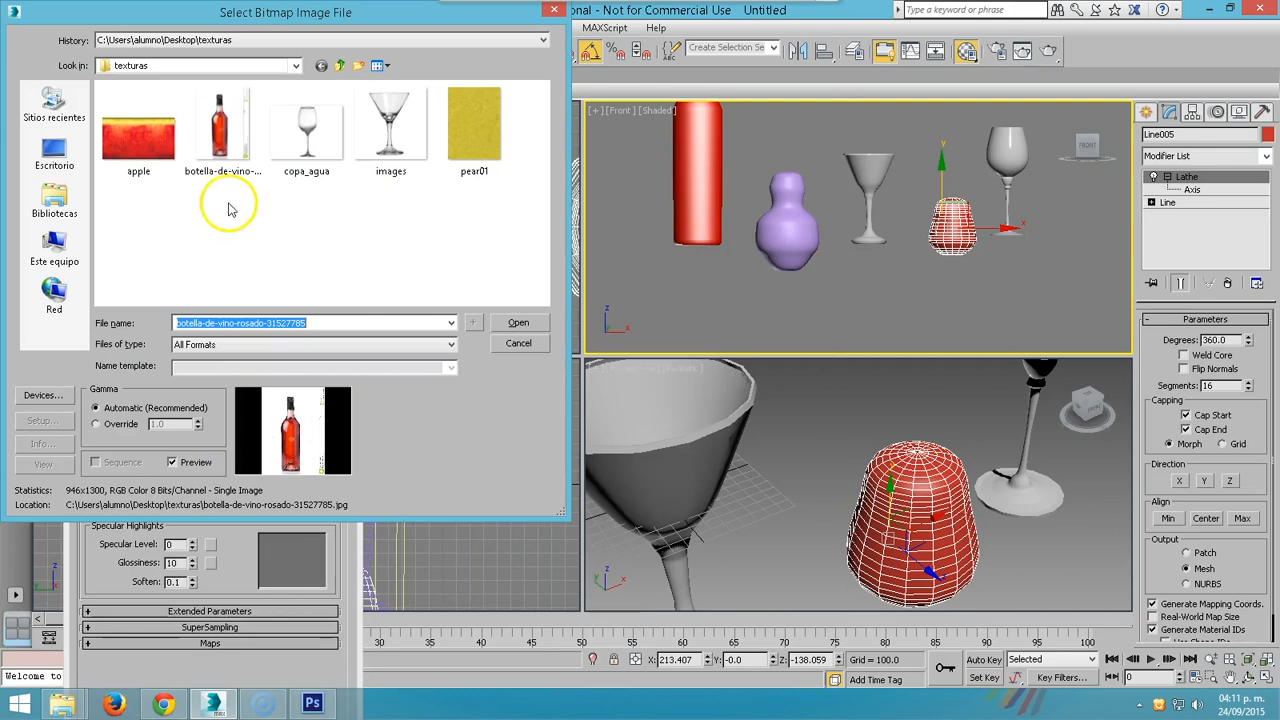 Select Bitmap Image File
onal - Not for Commercial Use    Untitled
Type a keyword or phrase
History: C:\Users\alumno\Desktop\texturas
MAXScript Help
Look in: texturas
Create Selection Se
Sitios recientes
Escritorio
Bibliotecas
Este equipo
Red
apple
botella-de-vino-...
copa_agua
images
pear01
[+] [Front] [Shaded]
FRONT
Line005
Modifier List
Lathe
Axis
Line
File name: botella-de-vino-rosado-31527785
Open
Files of type: All Formats
Cancel
Name template:
Devices...
Setup...
Info...
View
Gamma
Automatic (Recommended)
Override 1.0
Sequence
Preview
Statistics: 946x1300, RGB Color 8 Bits/Channel - Single Image
Location: C:\Users\alumno\Desktop\texturas\botella-de-vino-rosado-31527785.jpg
Parameters
Degrees: 360.0
Weld Core
Flip Normals
Segments: 16
Capping
Cap Start
Cap End
Morph Grid
Direction
X Y Z
Align
Min Center Max
Output
Patch
Mesh
NURBS
Generate Mapping Coords.
Real-World Map Size
Generate Material IDs
FRONT
Specular Highlights
Specular Level: 0
Glossiness: 10
Soften: 0.1
Extended Parameters
SuperSampling
Maps
30 35 40 45 50 55 60 65 70 75 80 85 90 95 100
X: 213.407 Y: -0.0 Z: -138.059 Grid = 100.0
Add Time Tag
Auto Key Selected
Set Key Key Filters...
0
Welcome to
04:11 p. m.
24/09/2015